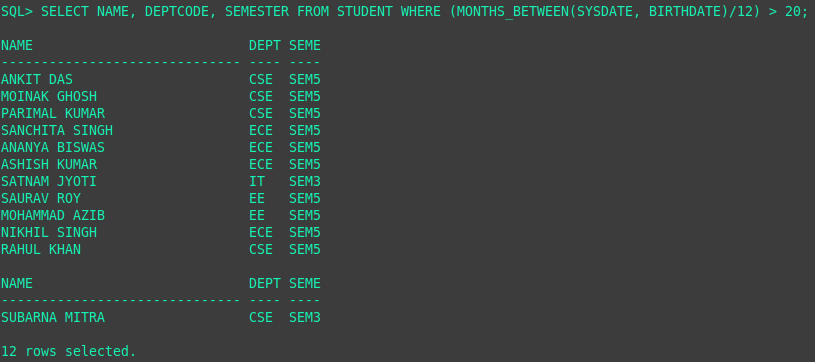 SQL> SELECT NAME, DEPTCODE, SEMESTER FROM STUDENT WHERE (MONTHS_BETWEEN(SYSDATE, BIRTHDATE)/12) > 20;
NAME                           DEPT SEME
------------------------------ ---- ----
ANKIT DAS                      CSE  SEM5
MOINAK GHOSH                   CSE  SEM5
PARIMAL KUMAR                  CSE  SEM5
SANCHITA SINGH                 ECE  SEM5
ANANYA BISWAS                  ECE  SEM5
ASHISH KUMAR                   ECE  SEM5
SATNAM JYOTI                   IT   SEM3
SAURAV ROY                     EE   SEM5
MOHAMMAD AZIB                  EE   SEM5
NIKHIL SINGH                   ECE  SEM5
RAHUL KHAN                     CSE  SEM5
NAME                           DEPT SEME
------------------------------ ---- ----
SUBARNA MITRA                  CSE  SEM3
12 rows selected.